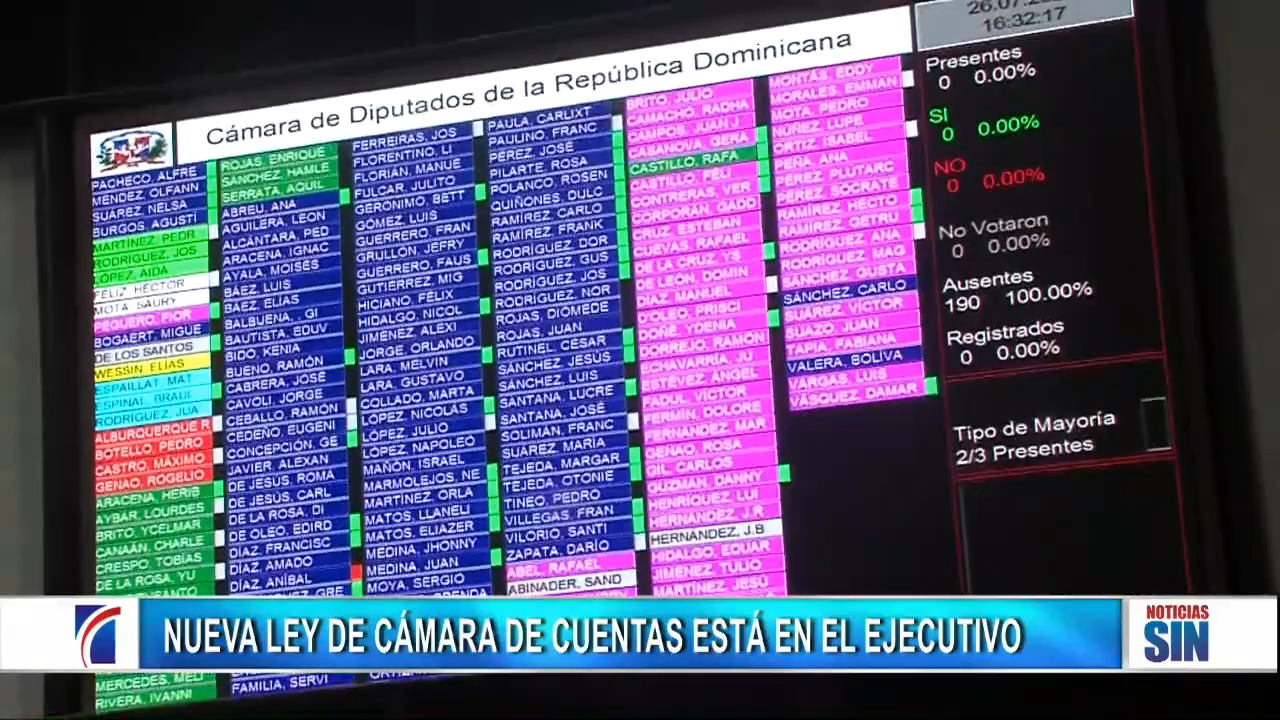 Cámara de Diputados de la República Dominicana
16:32:17
Presentes
0 0.00%
SI
0 0.00%
NO
0 0.00%
No Votaron
0 0.00%
Ausentes
190 100.00%
Registrados
0 0.00%
Tipo de Mayoría
2/3 Presentes
PACHECO, ALFRE
MÉNDEZ, OLFANN
SUÁREZ, NELSA
BURGOS, AGUSTI
MARTÍNEZ, PEDR
RODRÍGUEZ, JOS
LÓPEZ, AIDA
FÉLIZ, HÉCTOR
MOTA, SAURY
PEGUERO, FIOR
BOGAERT, MIGUE
DE LOS SANTOS
WESSIN, ELÍAS
ESPAILLAT, MAT
ESPINAL, BRAUL
RODRÍGUEZ, JUA
ALBURQUERQUE R
BOTELLO, PEDRO
CASTRO, MÁXIMO
GENAO, ROGELIO
ARACENA, HERIB
AYBAR, LOURDES
BRITO, YCELMAR
CANAÁN, CHARLE
CRESPO, TOBÍAS
DE LA ROSA, YU
MERCEDES, MELI
RIVERA, IVANNI
ROJAS, ENRIQUE
SÁNCHEZ, HAMLE
SERRATA, AQUIL
ABREU, ANA
AGUILERA, LEON
ALCÁNTARA, PED
ARACENA, IGNAC
AYALA, MOISÉS
BÁEZ, LUIS
BÁEZ, ELÍAS
BALBUENA, GI
BAUTISTA, EDUV
BIDO, KENIA
BUENO, RAMÓN
CABRERA, JOSÉ
CAVOLI, JORGE
CEBALLO, RAMÓN
CEDEÑO, EUGENI
CONCEPCIÓN, GE
JAVIER, ALEXAN
DE JESÚS, ROMA
DE JESÚS, CARL
DE LA ROSA, DI
DE OLEO, EDIRD
DÍAZ, FRANCISC
DÍAZ, AMADO
DÍAZ, ANÍBAL
FAMILIA, SERVI
FERREIRAS, JOS
FLORENTINO, LI
FLORIÁN, MANUE
FULCAR, JULITO
GERÓNIMO, BETT
GÓMEZ, LUIS
GUERRERO, FRAN
GRULLÓN, JEFRY
GUERRERO, FAUS
GUTIÉRREZ, MIG
HICIANO, FÉLIX
HIDALGO, NICOL
JIMÉNEZ, ALEXI
JORGE, ORLANDO
LARA, MELVIN
LARA, GUSTAVO
COLLADO, MARTA
LÓPEZ, NICOLÁS
LÓPEZ, JULIO
LÓPEZ, NAPOLEÓ
MAÑÓN, ISRAEL
MARMOLEJOS, NE
MARTÍNEZ, ORLA
MATOS, LLANELI
MATOS, ELIAZER
MEDINA, JHONNY
MEDINA, JUAN
MOYA, SERGIO
PAULA, CARLIXT
PAULINO, FRANC
PÉREZ, JOSÉ
PILARTE, ROSA
POLANCO, ROSEN
QUIÑONES, DULC
RAMÍREZ, CARLO
RAMÍREZ, FRANK
RODRÍGUEZ, DOR
RODRÍGUEZ, GUS
RODRÍGUEZ, JOS
RODRÍGUEZ, NOR
ROJAS, DIOMEDE
ROJAS, JUAN
RUTINEL, CÉSAR
SÁNCHEZ, JESÚS
SÁNCHEZ, LUIS
SANTANA, LUCRE
SANTANA, JOSÉ
SOLIMÁN, FRANC
SUÁREZ, MARÍA
TEJEDA, MARGAR
TEJEDA, OTONIE
TINEO, PEDRO
VILLEGAS, FRAN
VILORIO, SANTI
ZAPATA, DARÍO
ABEL, RAFAEL
ABINADER, SAND
BRITO, JULIO
CAMACHO, RADHA
CAMPOS, JUAN J
CASANOVA, GERA
CASTILLO, RAFA
CASTILLO, FÉLI
CONTRERAS, VER
CORPORÁN, GADD
CRUZ, ESTEBAN
CUEVAS, RAFAEL
DE LA CRUZ, YS
DE LEÓN, DOMIN
DÍAZ, MANUEL
D'OLEO, PRISCI
DOÑÉ, YDENIA
DORREJO, RAMÓN
ECHAVARRÍA, JU
ESTÉVEZ, ÁNGEL
FADUL, VÍCTOR
FERMÍN, DOLORE
FERNÁNDEZ, MAR
GENAO, ROSA
GIL, CARLOS
GUZMÁN, DANNY
HENRÍQUEZ, LUI
HERNÁNDEZ, J.R
HERNÁNDEZ, J.B
HIDALGO, EDUAR
JIMÉNEZ, TULIO
MARTÍNEZ, JESÚ
MONTÁS, EDDY
MORALES, EMMAN
MOTA, PEDRO
NÚÑEZ, LUPE
ORTIZ, ISABEL
PEÑA, ANA
PÉREZ, PLUTARC
PÉREZ, SÓCRATE
RAMÍREZ, HÉCTO
RAMÍREZ, GETRU
RODRÍGUEZ, ANA
RODRÍGUEZ, MAG
SÁNCHEZ, GUSTA
SÁNCHEZ, CARLO
SUÁREZ, VÍCTOR
SUAZO, JUAN
TAPIA, FABIANA
VALERA, BOLIVA
VARGAS, LUIS
VÁSQUEZ, DAMAR
NUEVA LEY DE CÁMARA DE CUENTAS ESTÁ EN EL EJECUTIVO
NOTICIAS
SIN